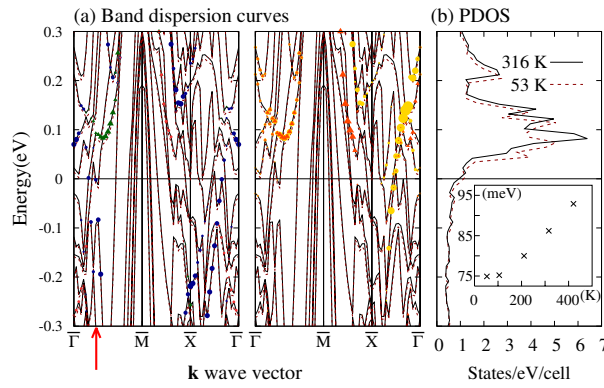 (a) Band dispersion curves
(b) PDOS
Energy(eV)
0.3
0.2
0.1
0
-0.1
-0.2
-0.3
Γ̅ M̅ X̅ Γ̅
Γ̅ M̅ X̅ Γ̅
k wave vector
316 K
53 K
(meV)
95
85
75
0 200 400 (K)
0 1 2 3 4 5 6 7
States/eV/cell